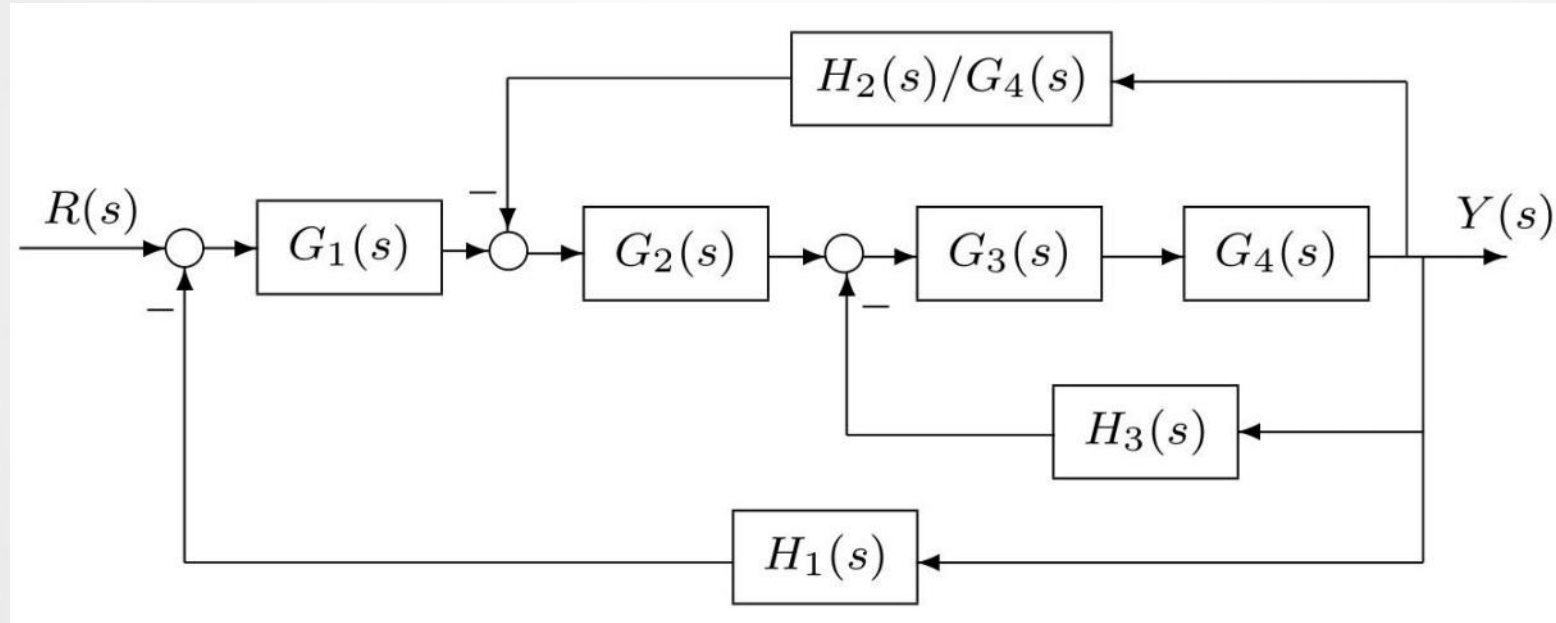 H₂(s)/G₄(s)
R(s)
−
Y(s)
G₁(s)
G₂(s)
G₃(s)
G₄(s)
−
−
H₃(s)
H₁(s)